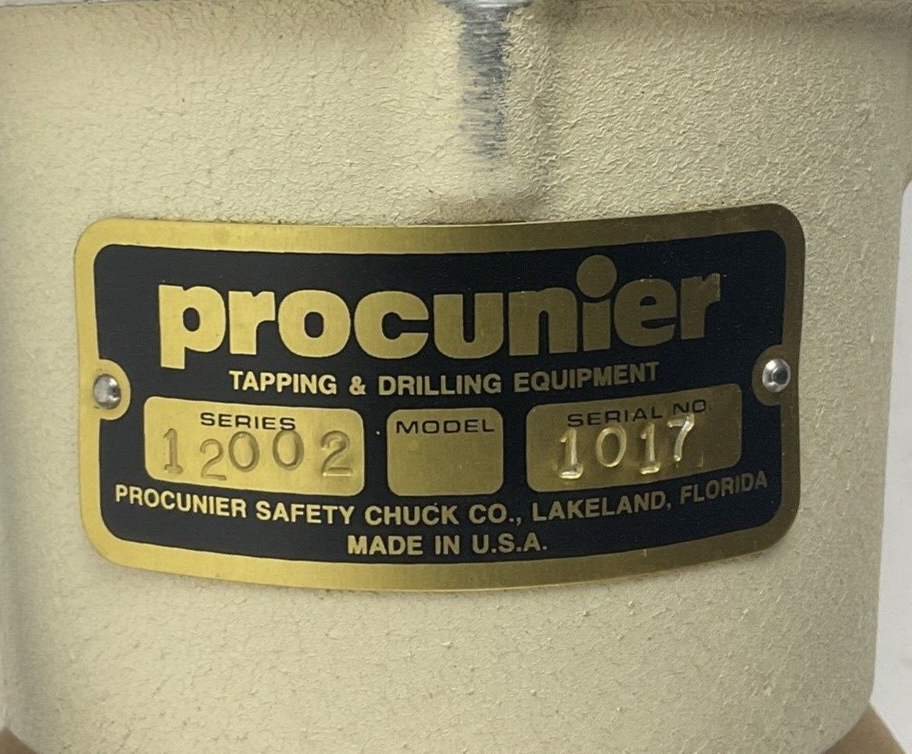 procunier
TAPPING & DRILLING EQUIPMENT
SERIES MODEL SERIAL NO
12002 1017
PROCUNIER SAFETY CHUCK CO., LAKELAND, FLORIDA
MADE IN U.S.A.